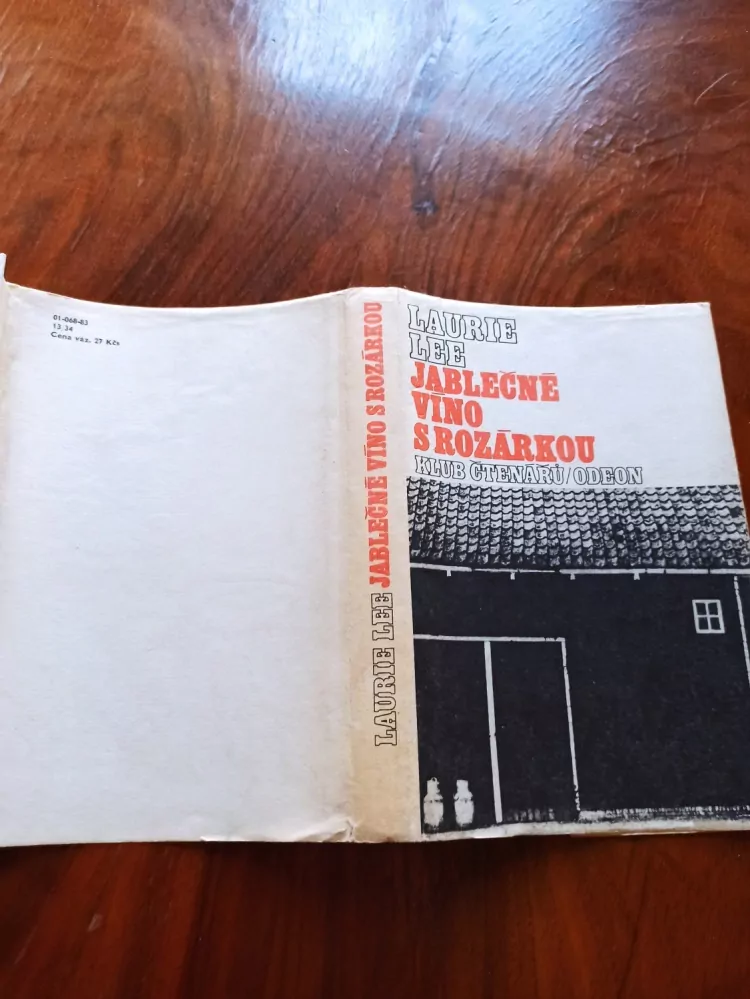 01-068-83
13/34
Cena váz. 27 Kčs
LAURIE LEE JABLEČNÉ VÍNO S ROZÁRKOU
LAURIE
LEE
JABLEČNÉ
VÍNO
S ROZÁRKOU
KLUB ČTENÁŘŮ/ODEON